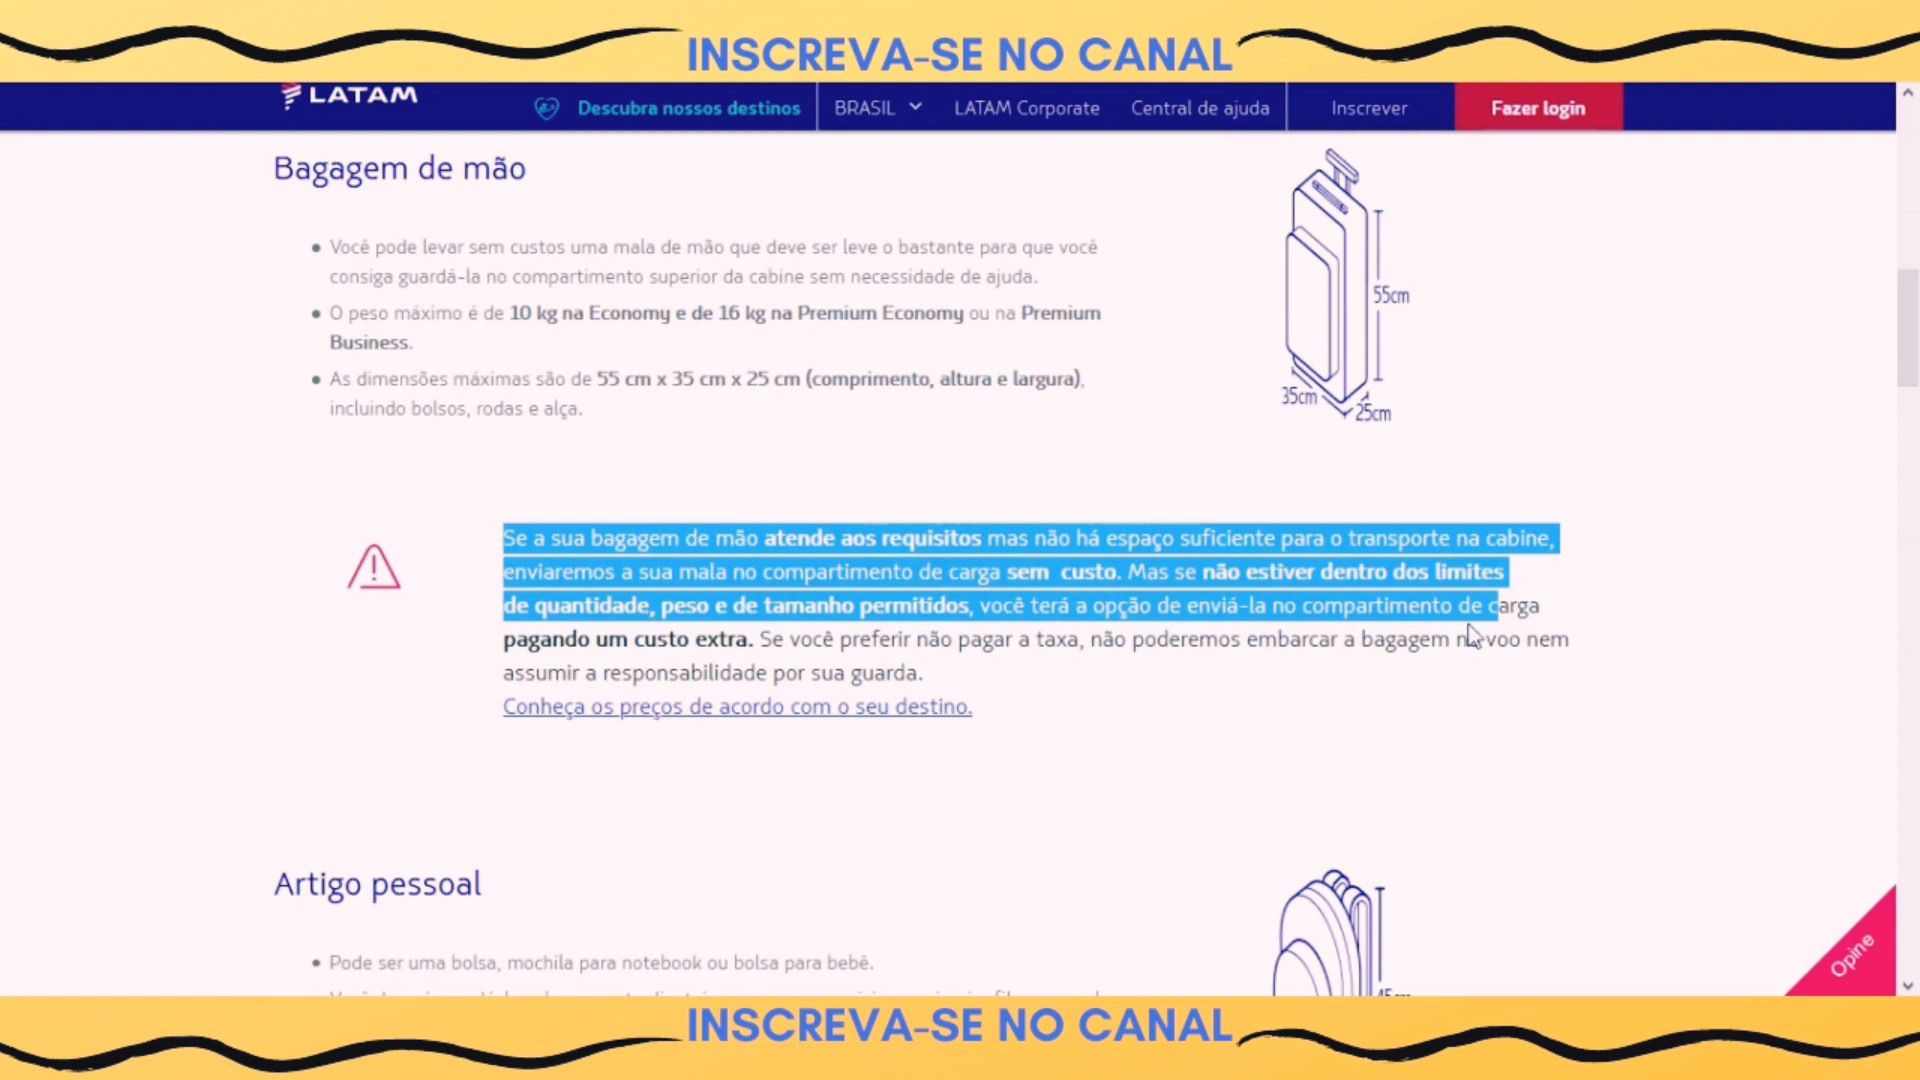 INSCREVA-SE NO CANAL
LATAM
Descubra nossos destinos
BRASIL
LATAM Corporate
Central de ajuda
Inscrever
Fazer login
Bagagem de mão
Você pode levar sem custos uma mala de mão que deve ser leve o bastante para que você
consiga guardá-la no compartimento superior da cabine sem necessidade de ajuda.
O peso máximo é de 10 kg na Economy e de 16 kg na Premium Economy ou na Premium
Business.
As dimensões máximas são de 55 cm x 35 cm x 25 cm (comprimento, altura e largura),
incluindo bolsos, rodas e alça.
55cm
35cm
25cm
Se a sua bagagem de mão atende aos requisitos mas não há espaço suficiente para o transporte na cabine,
enviaremos a sua mala no compartimento de carga sem custo. Mas se não estiver dentro dos limites
de quantidade, peso e de tamanho permitidos, você terá a opção de enviá-la no compartimento de carga
pagando um custo extra. Se você preferir não pagar a taxa, não poderemos embarcar a bagagem no voo nem
assumir a responsabilidade por sua guarda.
Conheça os preços de acordo com o seu destino.
Artigo pessoal
Pode ser uma bolsa, mochila para notebook ou bolsa para bebê.
Opine
INSCREVA-SE NO CANAL